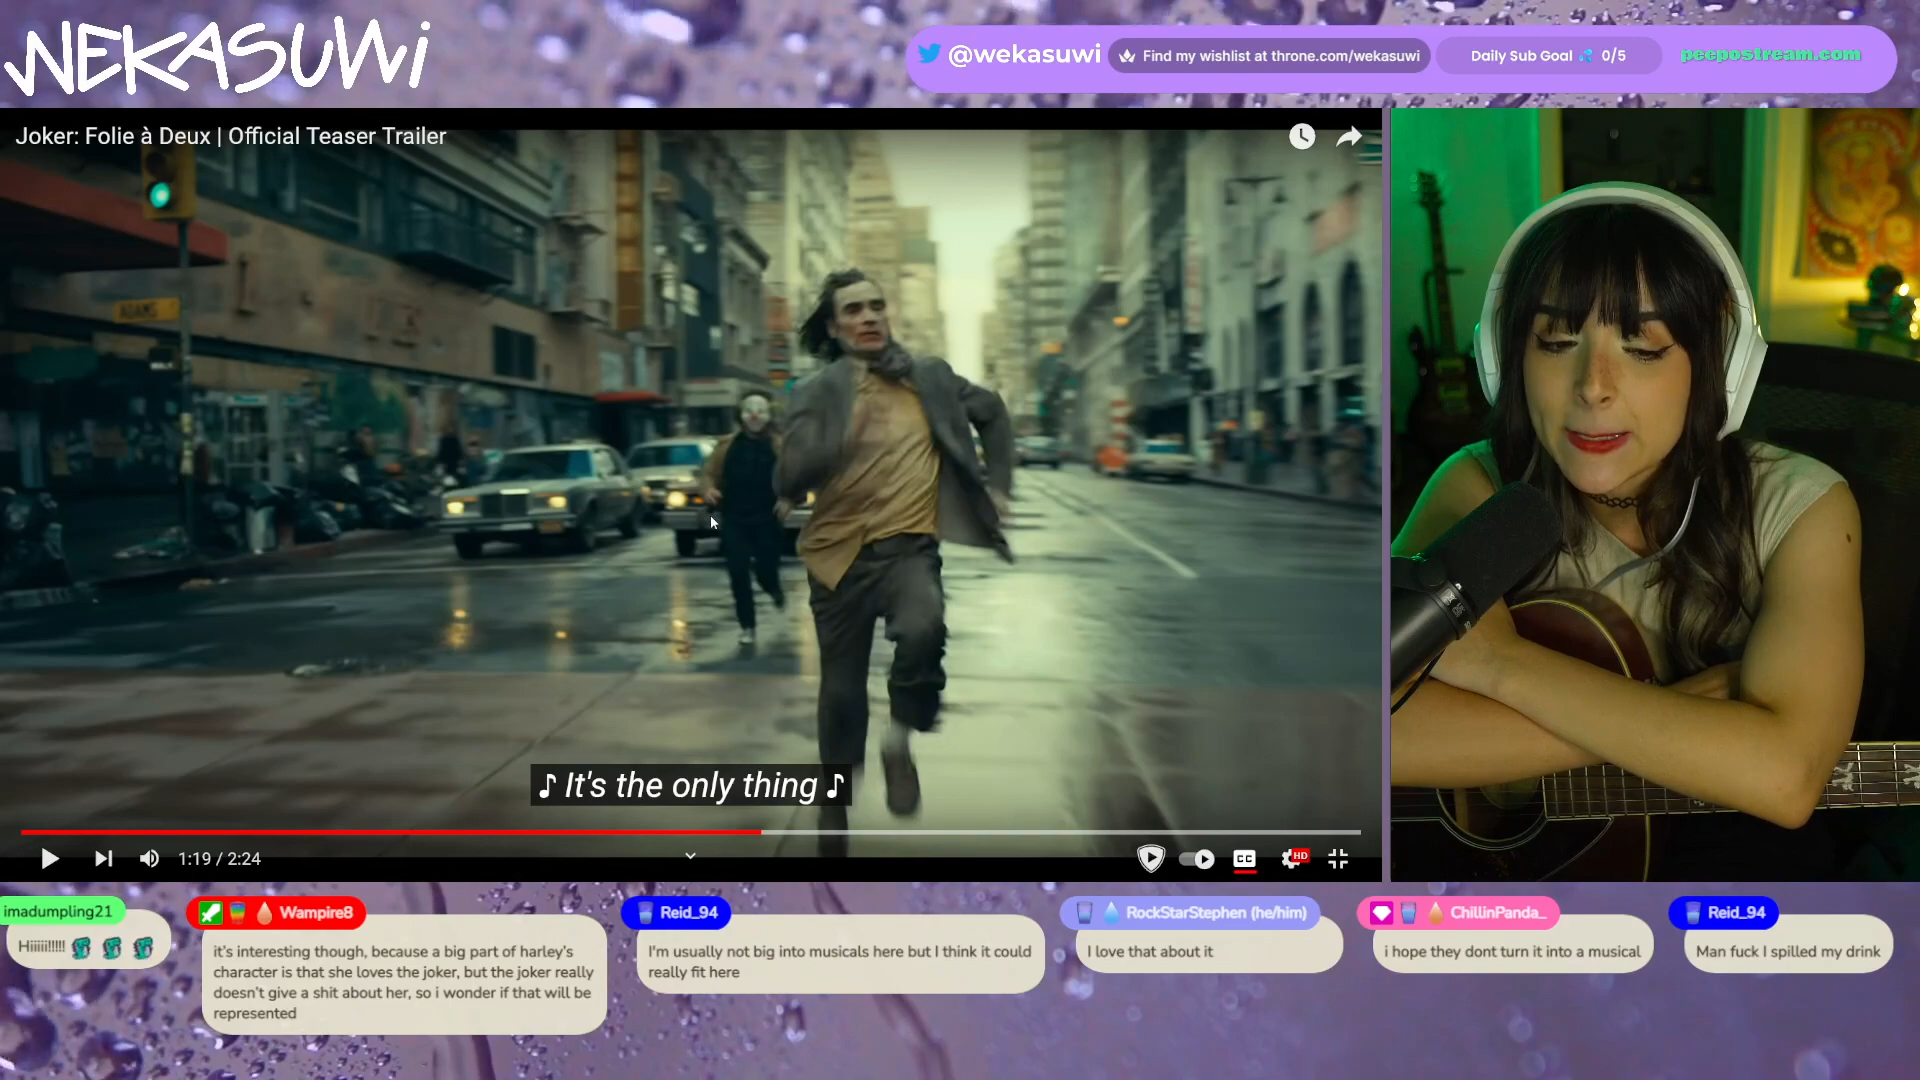 WEKASUWi
@wekasuwi
Find my wishlist at throne.com/wekasuwi
Daily Sub Goal 💦 0/5
peepostream.com
Joker: Folie à Deux | Official Teaser Trailer
ADAMS
♪ It's the only thing ♪
1:19 / 2:24
CC
HD
imadumpling21
Hiiiii!!!!!
Wampire8
it's interesting though, because a big part of harley's
character is that she loves the joker, but the joker really
doesn't give a shit about her, so i wonder if that will be
represented
Reid_94
I'm usually not big into musicals here but I think it could
really fit here
RockStarStephen (he/him)
I love that about it
ChillinPanda_
i hope they dont turn it into a musical
Reid_94
Man fuck I spilled my drink